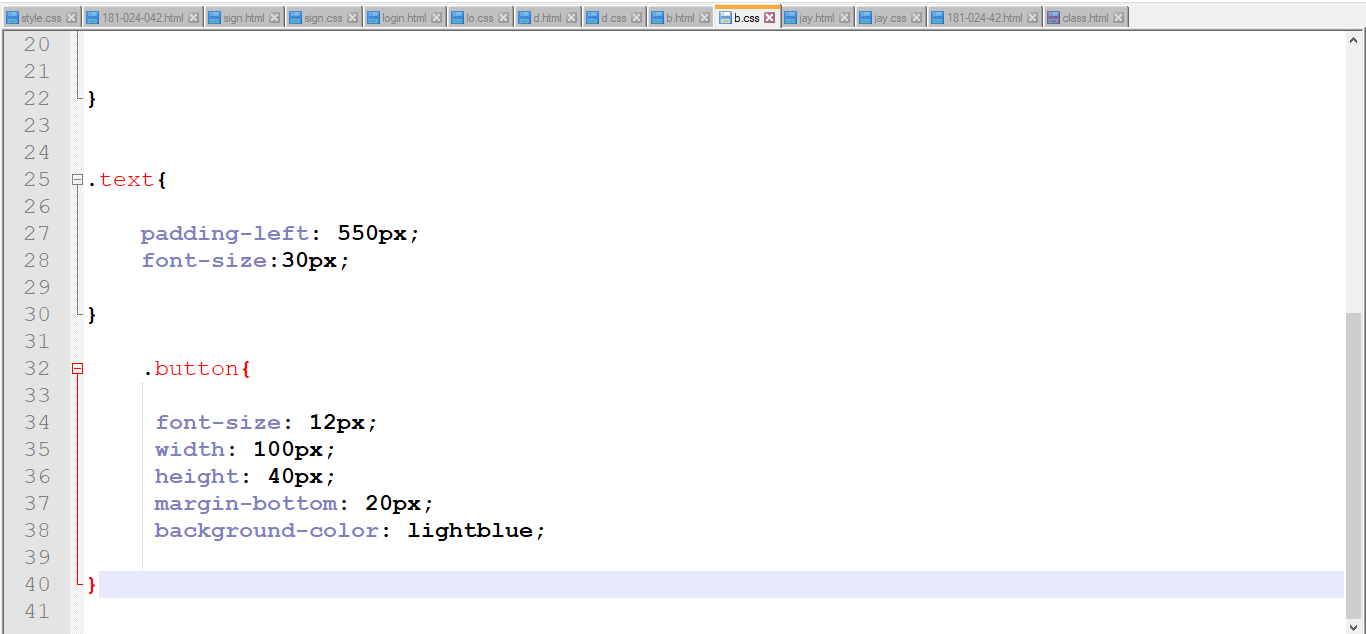 style.css 181-024-042.html sign.html sign.css login.html lo.css d.html d.css b.html b.css jay.html jay.css 181-024-42.html class.html
20
21
22 }
23
24
25 .text{
26
27 padding-left: 550px;
28 font-size:30px;
29
30 }
31
32 .button{
33
34 font-size: 12px;
35 width: 100px;
36 height: 40px;
37 margin-bottom: 20px;
38 background-color: lightblue;
39
40 }
41